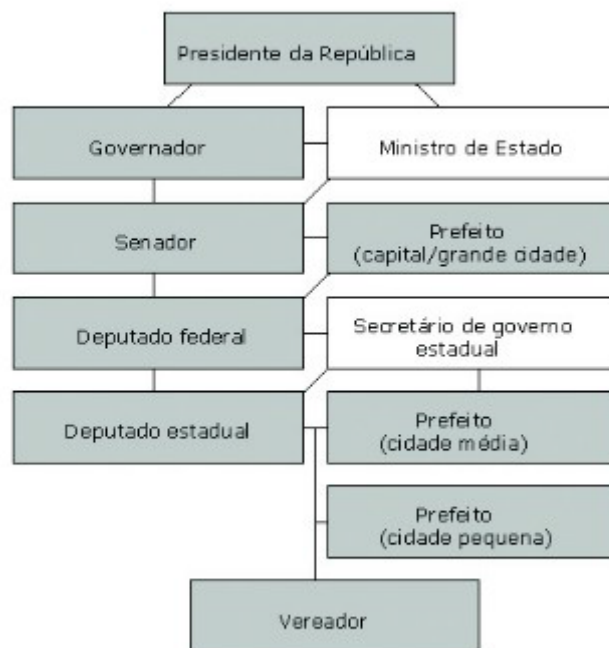 Presidente da República
Governador
Ministro de Estado
Senador
Prefeito
(capital/grande cidade)
Deputado federal
Secretário de governo
estadual
Deputado estadual
Prefeito
(cidade média)
Prefeito
(cidade pequena)
Vereador